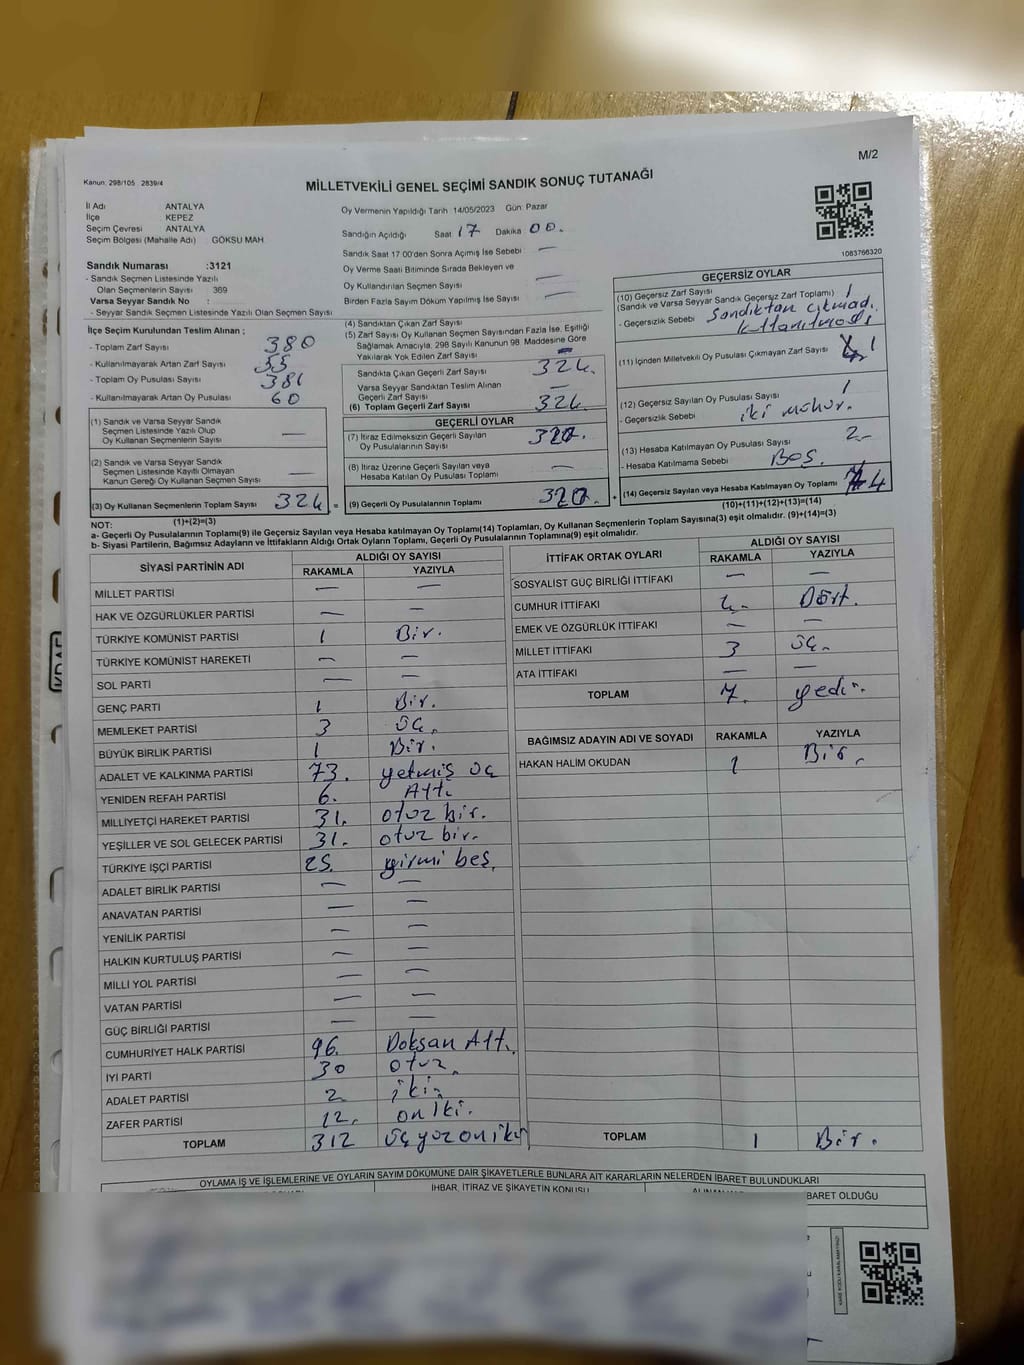 M/2
Kanun: 298/105 2839/4
MİLLETVEKİLİ GENEL SEÇİMİ SANDIK SONUÇ TUTANAĞI
İl Adı ANTALYA
İlçe KEPEZ
Seçim Çevresi ANTALYA
Seçim Bölgesi (Mahalle Adı) GÖKSU MAH
Sandık Numarası :3121
- Sandık Seçmen Listesinde Yazılı
Olan Seçmenlerin Sayısı 369
Varsa Seyyar Sandık No :
- Seyyar Sandık Seçmen Listesinde Yazılı Olan Seçmen Sayısı
İlçe Seçim Kurulundan Teslim Alınan ;
- Toplam Zarf Sayısı 380
- Kullanılmayarak Artan Zarf Sayısı 55
- Toplam Oy Pusulası Sayısı 381
- Kullanılmayarak Artan Oy Pusulası 60
(1) Sandık ve Varsa Seyyar Sandık
Seçmen Listesinde Yazılı Olup
Oy Kullanan Seçmenlerin Sayısı —
(2) Sandık ve Varsa Seyyar Sandık
Seçmen Listesinde Kayıtlı Olmayan
Kanun Gereği Oy Kullanan Seçmen Sayısı —
(3) Oy Kullanan Seçmenlerin Toplam Sayısı 324 =
(1)+(2)=(3)
Oy Vermenin Yapıldığı Tarih 14/05/2023 Gün: Pazar
Sandığın Açıldığı Saat 17 Dakika 00.
Sandık Saat 17:00'den Sonra Açımış İse Sebebi —
Oy Verme Saati Bitiminde Sırada Bekleyen ve
Oy Kullandırılan Seçmen Sayısı —
Birden Fazla Sayım Döküm Yapılmış İse Sayısı —
(4) Sandıktan Çıkan Zarf Sayısı
(5) Zarf Sayısı Oy Kullanan Seçmen Sayısından Fazla İse, Eşitliği
Sağlamak Amacıyla, 298 Sayılı Kanunun 98. Maddesine Göre
Yakılarak Yok Edilen Zarf Sayısı —
Sandıkta Çıkan Geçerli Zarf Sayısı 324.
Varsa Seyyar Sandıktan Teslim Alınan
Geçerli Zarf Sayısı —
(6) Toplam Geçerli Zarf Sayısı 324.
GEÇERLİ OYLAR
(7) İtiraz Edilmeksizin Geçerli Sayılan
Oy Pusulalarının Sayısı 320.
(8) İtiraz Üzerine Geçerli Sayılan veya
Hesaba Katılan Oy Pusulası Sayısı —
(9) Geçerli Oy Pusulalarının Toplamı 320. +
1083766320
GEÇERSİZ OYLAR
(10) Geçersiz Zarf Sayısı
(Sandık ve Varsa Seyyar Sandık Geçersiz Zarf Toplamı) 1
- Geçersizlik Sebebi Sandıktan çıkmadı.
kullanılmadı
(11) İçinden Milletvekili Oy Pusulası Çıkmayan Zarf Sayısı 1
(12) Geçersiz Sayılan Oy Pusulası Sayısı 1
- Geçersizlik Sebebi iki mühür.
(13) Hesaba Katılmayan Oy Pusulası Sayısı 2.-
- Hesaba Katılmama Sebebi Boş.
(14) Geçersiz Sayılan veya Hesaba Katılmayan Oy Toplamı 4
(10)+(11)+(12)+(13)=(14)
NOT:
a- Geçerli Oy Pusulalarının Toplamı(9) ile Geçersiz Sayılan veya Hesaba Katılmayan Oy Toplamı(14) Toplamları, Oy Kullanan Seçmenlerin Toplam Sayısına(3) eşit olmalıdır. (9)+(14)=(3)
b- Siyasi Partilerin, Bağımsız Adayların ve İttifakların Aldığı Ortak Oyların Toplamı, Geçerli Oy Pusulalarının Toplamına(9) eşit olmalıdır.
SİYASİ PARTİNİN ADI ALDIĞI OY SAYISI
RAKAMLA YAZIYLA
MİLLET PARTİSİ — —
HAK VE ÖZGÜRLÜKLER PARTİSİ — —
TÜRKİYE KOMÜNİST PARTİSİ 1 Bir.
TÜRKİYE KOMÜNİST HAREKETİ — —
SOL PARTİ — —
GENÇ PARTİ 1 Bir.
MEMLEKET PARTİSİ 3 üç.
BÜYÜK BİRLİK PARTİSİ 1 Bir.
ADALET VE KALKINMA PARTİSİ 73. yetmiş üç
YENİDEN REFAH PARTİSİ 6. Altı
MİLLİYETÇİ HAREKET PARTİSİ 31. otuz bir.
YEŞİLLER VE SOL GELECEK PARTİSİ 31. otuz bir.
TÜRKİYE İŞÇİ PARTİSİ 25. yirmi beş.
ADALET BİRLİK PARTİSİ — —
ANAVATAN PARTİSİ — —
YENİLİK PARTİSİ — —
HALKIN KURTULUŞ PARTİSİ — —
MİLLİ YOL PARTİSİ — —
VATAN PARTİSİ — —
GÜÇ BİRLİĞİ PARTİSİ — —
CUMHURİYET HALK PARTİSİ 96. Doksan Altı.
İYİ PARTİ 30 otuz.
ADALET PARTİSİ 2. iki.
ZAFER PARTİSİ 12. on iki.
TOPLAM 312 üç yüz on iki
İTTİFAK ORTAK OYLARI ALDIĞI OY SAYISI
RAKAMLA YAZIYLA
SOSYALİST GÜÇ BİRLİĞİ İTTİFAKI — —
CUMHUR İTTİFAKI 4.- Dört.
EMEK VE ÖZGÜRLÜK İTTİFAKI — —
MİLLET İTTİFAKI 3 üç.
ATA İTTİFAKI — —
TOPLAM 7. yedi.
BAĞIMSIZ ADAYIN ADI VE SOYADI RAKAMLA YAZIYLA
HAKAN HALİM OKUDAN 1 Bir.
TOPLAM 1 Bir.
OYLAMA İŞ VE İŞLEMLERİNE VE OYLARIN SAYIM DÖKÜMÜNE DAİR ŞİKAYETLERLE BUNLARA AİT KARARLARIN NELERDEN İBARET BULUNDUKLARI
İHBAR, İTİRAZ VE ŞİKAYETİN KONUSU
BARET OLDUĞU